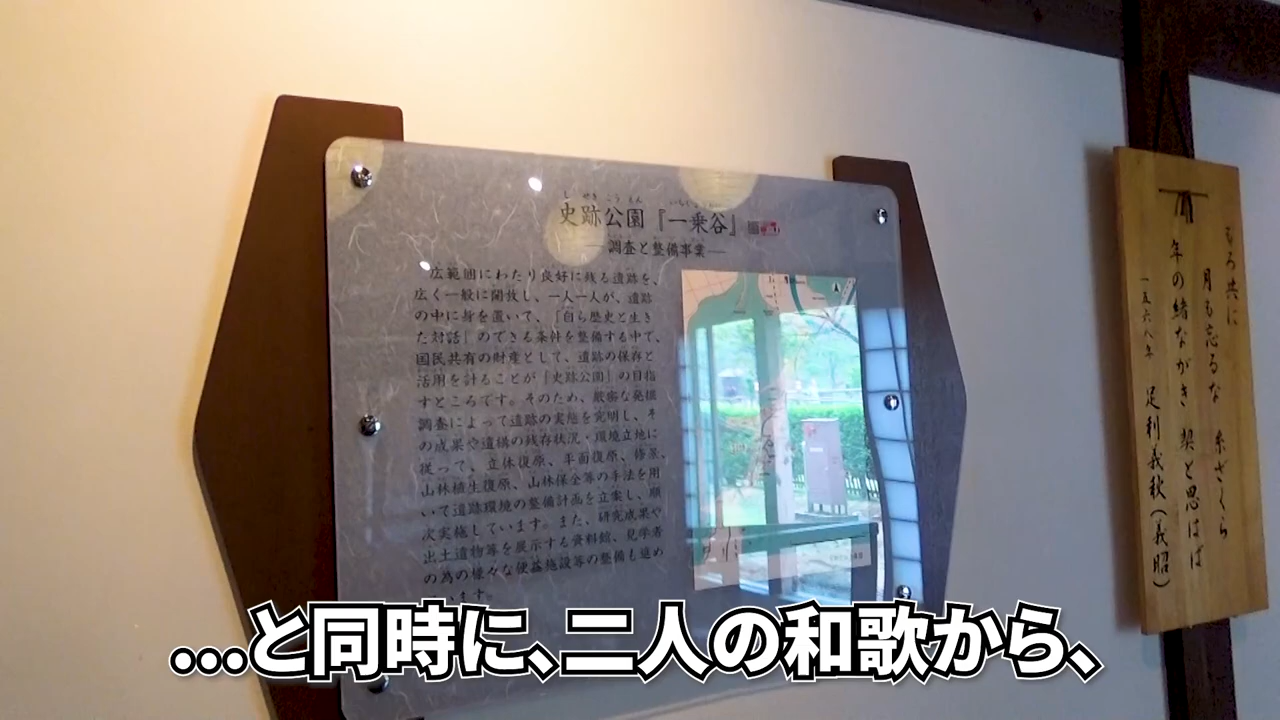 史跡公園『一乗谷』
調査と整備事業
広範囲にわたり良好に残る遺跡を、
広く一般に開放し、一人一人が、遺跡
の中に身を置いて、「自ら歴史と生き
た対話」のできる条件を整備する中で、
国民共有の財産として、遺跡の保存と
活用を計ることが「史跡公園」の目指
すところです。そのため、厳密な発掘
調査によって遺跡の実態を究明し、そ
の成果や遺構の残存状況・環境立地に
従って、立体復原、平面復原、修景、
山林植生復原、山林保全等の手法を用
いて遺跡環境の整備計画を立案し、順
次実施しています。また、研究成果や
出土遺物等を展示する資料館、見学者
の為の様々な便益施設等の整備も進め
います。
もろ共に
月も忘るな 糸ざくら
年の緒ながき 契と思はば
一五六八年 足利義秋(義昭)
…と同時に、二人の和歌から、